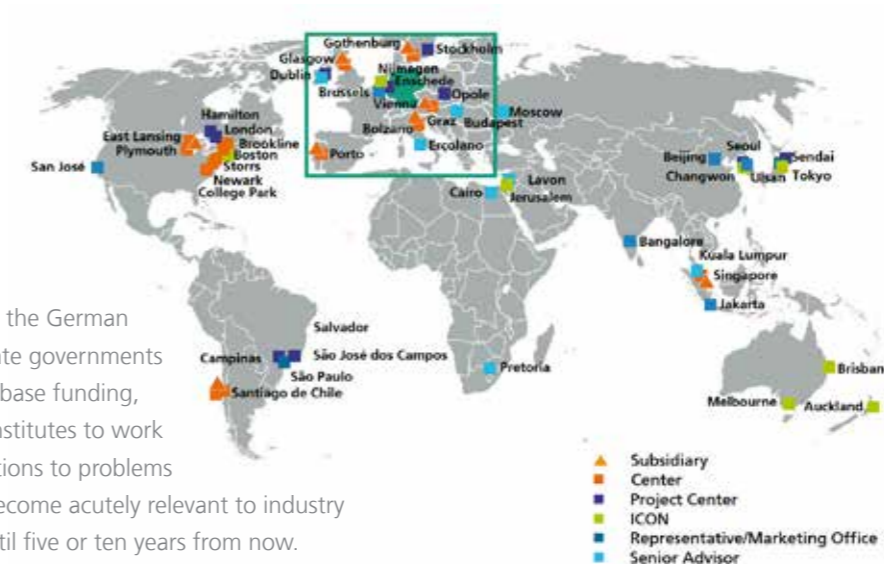 Gothenburg
Stockholm
Glasgow
Dublin
Nijmegen
Enschede
Brussels
Opole
Vienna
Graz
Budapest
Moscow
Bolzano
Porto
Ercolano
Hamilton
London
East Lansing
Brookline
Plymouth
Boston
Storrs
San José
Newark
College Park
Cairo
Lavon
Jerusalem
Beijing
Seoul
Sendai
Changwon
Ulsan
Tokyo
Bangalore
Kuala Lumpur
Singapore
Jakarta
Salvador
Campinas
São José dos Campos
São Paulo
Santiago de Chile
Pretoria
Brisban
Melbourne
Auckland
the German
ate governments
base funding,
nstitutes to work
tions to problems
ecome acutely relevant to industry
til five or ten years from now.
Subsidiary
Center
Project Center
ICON
Representative/Marketing Office
Senior Advisor